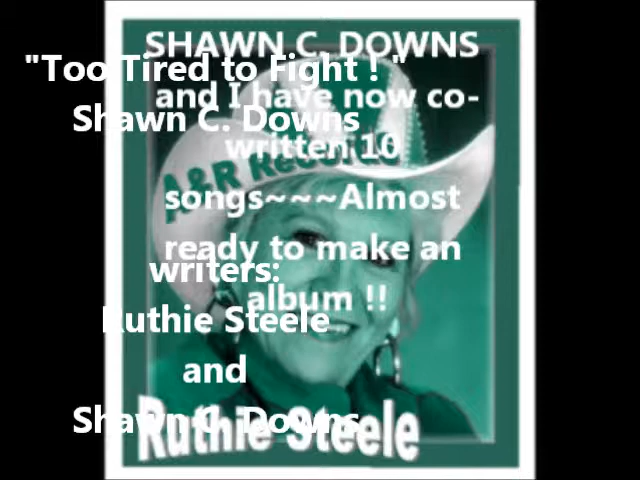 "Too Tired to Fight ! "
Shawn C. Downs
writers:
Ruthie Steele
and
Shawn C. Downs
SHAWN C. DOWNS
and I have now co-
written 10
songs~~~Almost
ready to make an
album !!
A&R Records
Ruthie Steele